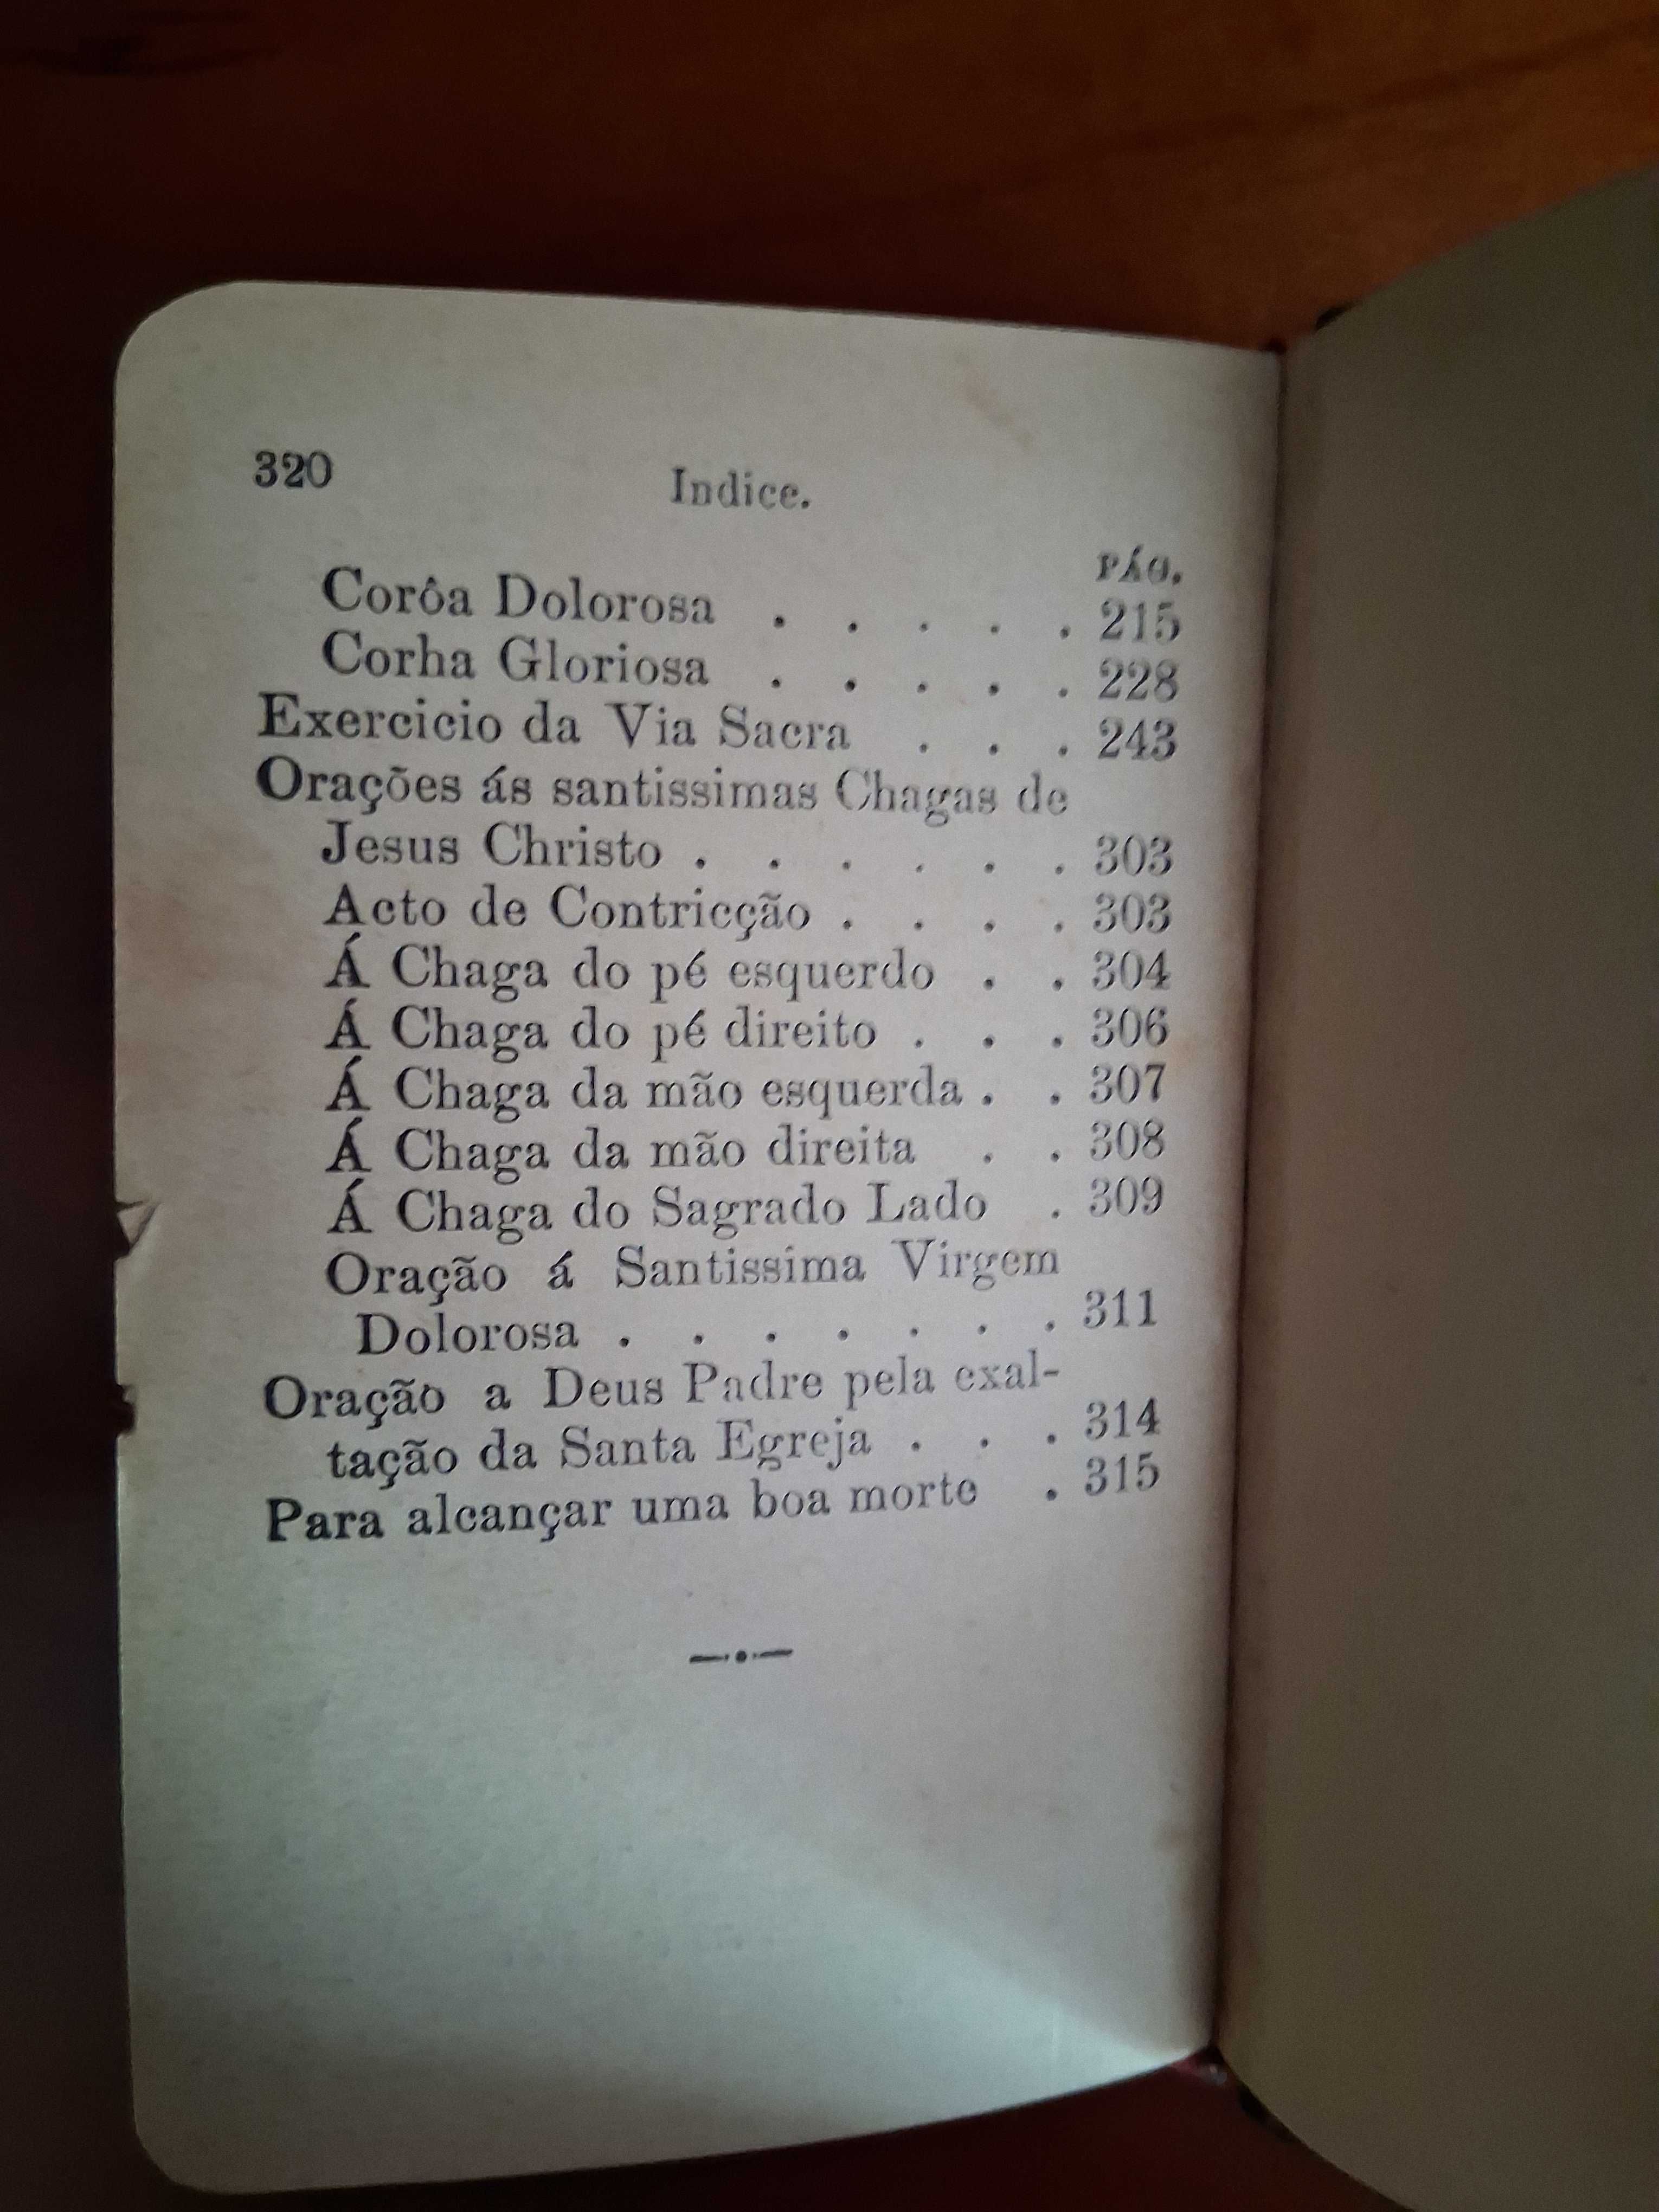 320 Indice.
PÁG.
Corôa Dolorosa . . . . . 215
Corha Gloriosa . . . . . 228
Exercicio da Via Sacra . . . 243
Orações ás santissimas Chagas de
Jesus Christo . . . . . . 303
Acto de Contricção . . . . 303
Á Chaga do pé esquerdo . . 304
Á Chaga do pé direito . . . 306
Á Chaga da mão esquerda . . 307
Á Chaga da mão direita . . 308
Á Chaga do Sagrado Lado . 309
Oração á Santissima Virgem
Dolorosa . . . . . . . 311
Oração a Deus Padre pela exal-
tação da Santa Egreja . . . 314
Para alcançar uma boa morte . 315